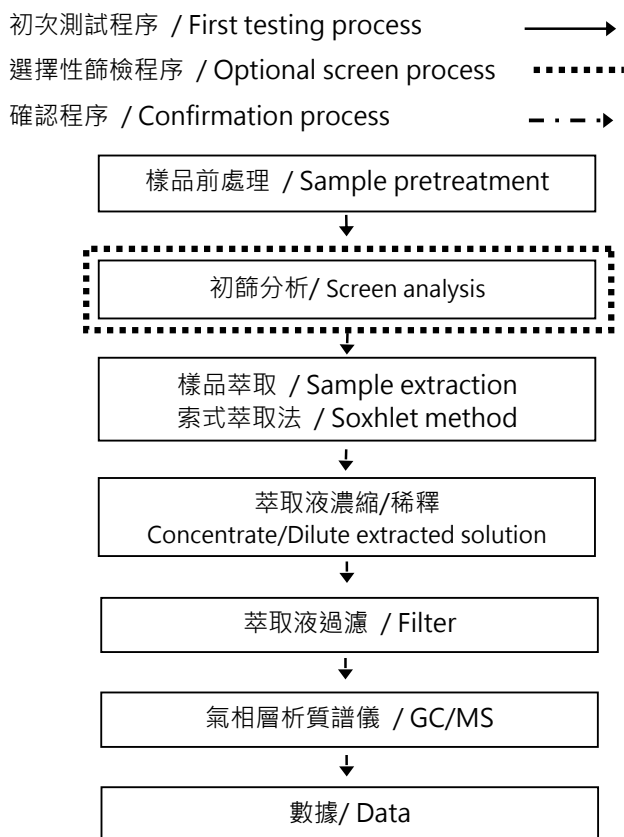 初次測試程序 / First testing process
選擇性篩檢程序 / Optional screen process
確認程序 / Confirmation process
樣品前處理 / Sample pretreatment
初篩分析/ Screen analysis
樣品萃取 / Sample extraction
索式萃取法 / Soxhlet method
萃取液濃縮/稀釋
Concentrate/Dilute extracted solution
萃取液過濾 / Filter
氣相層析質譜儀 / GC/MS
數據/ Data